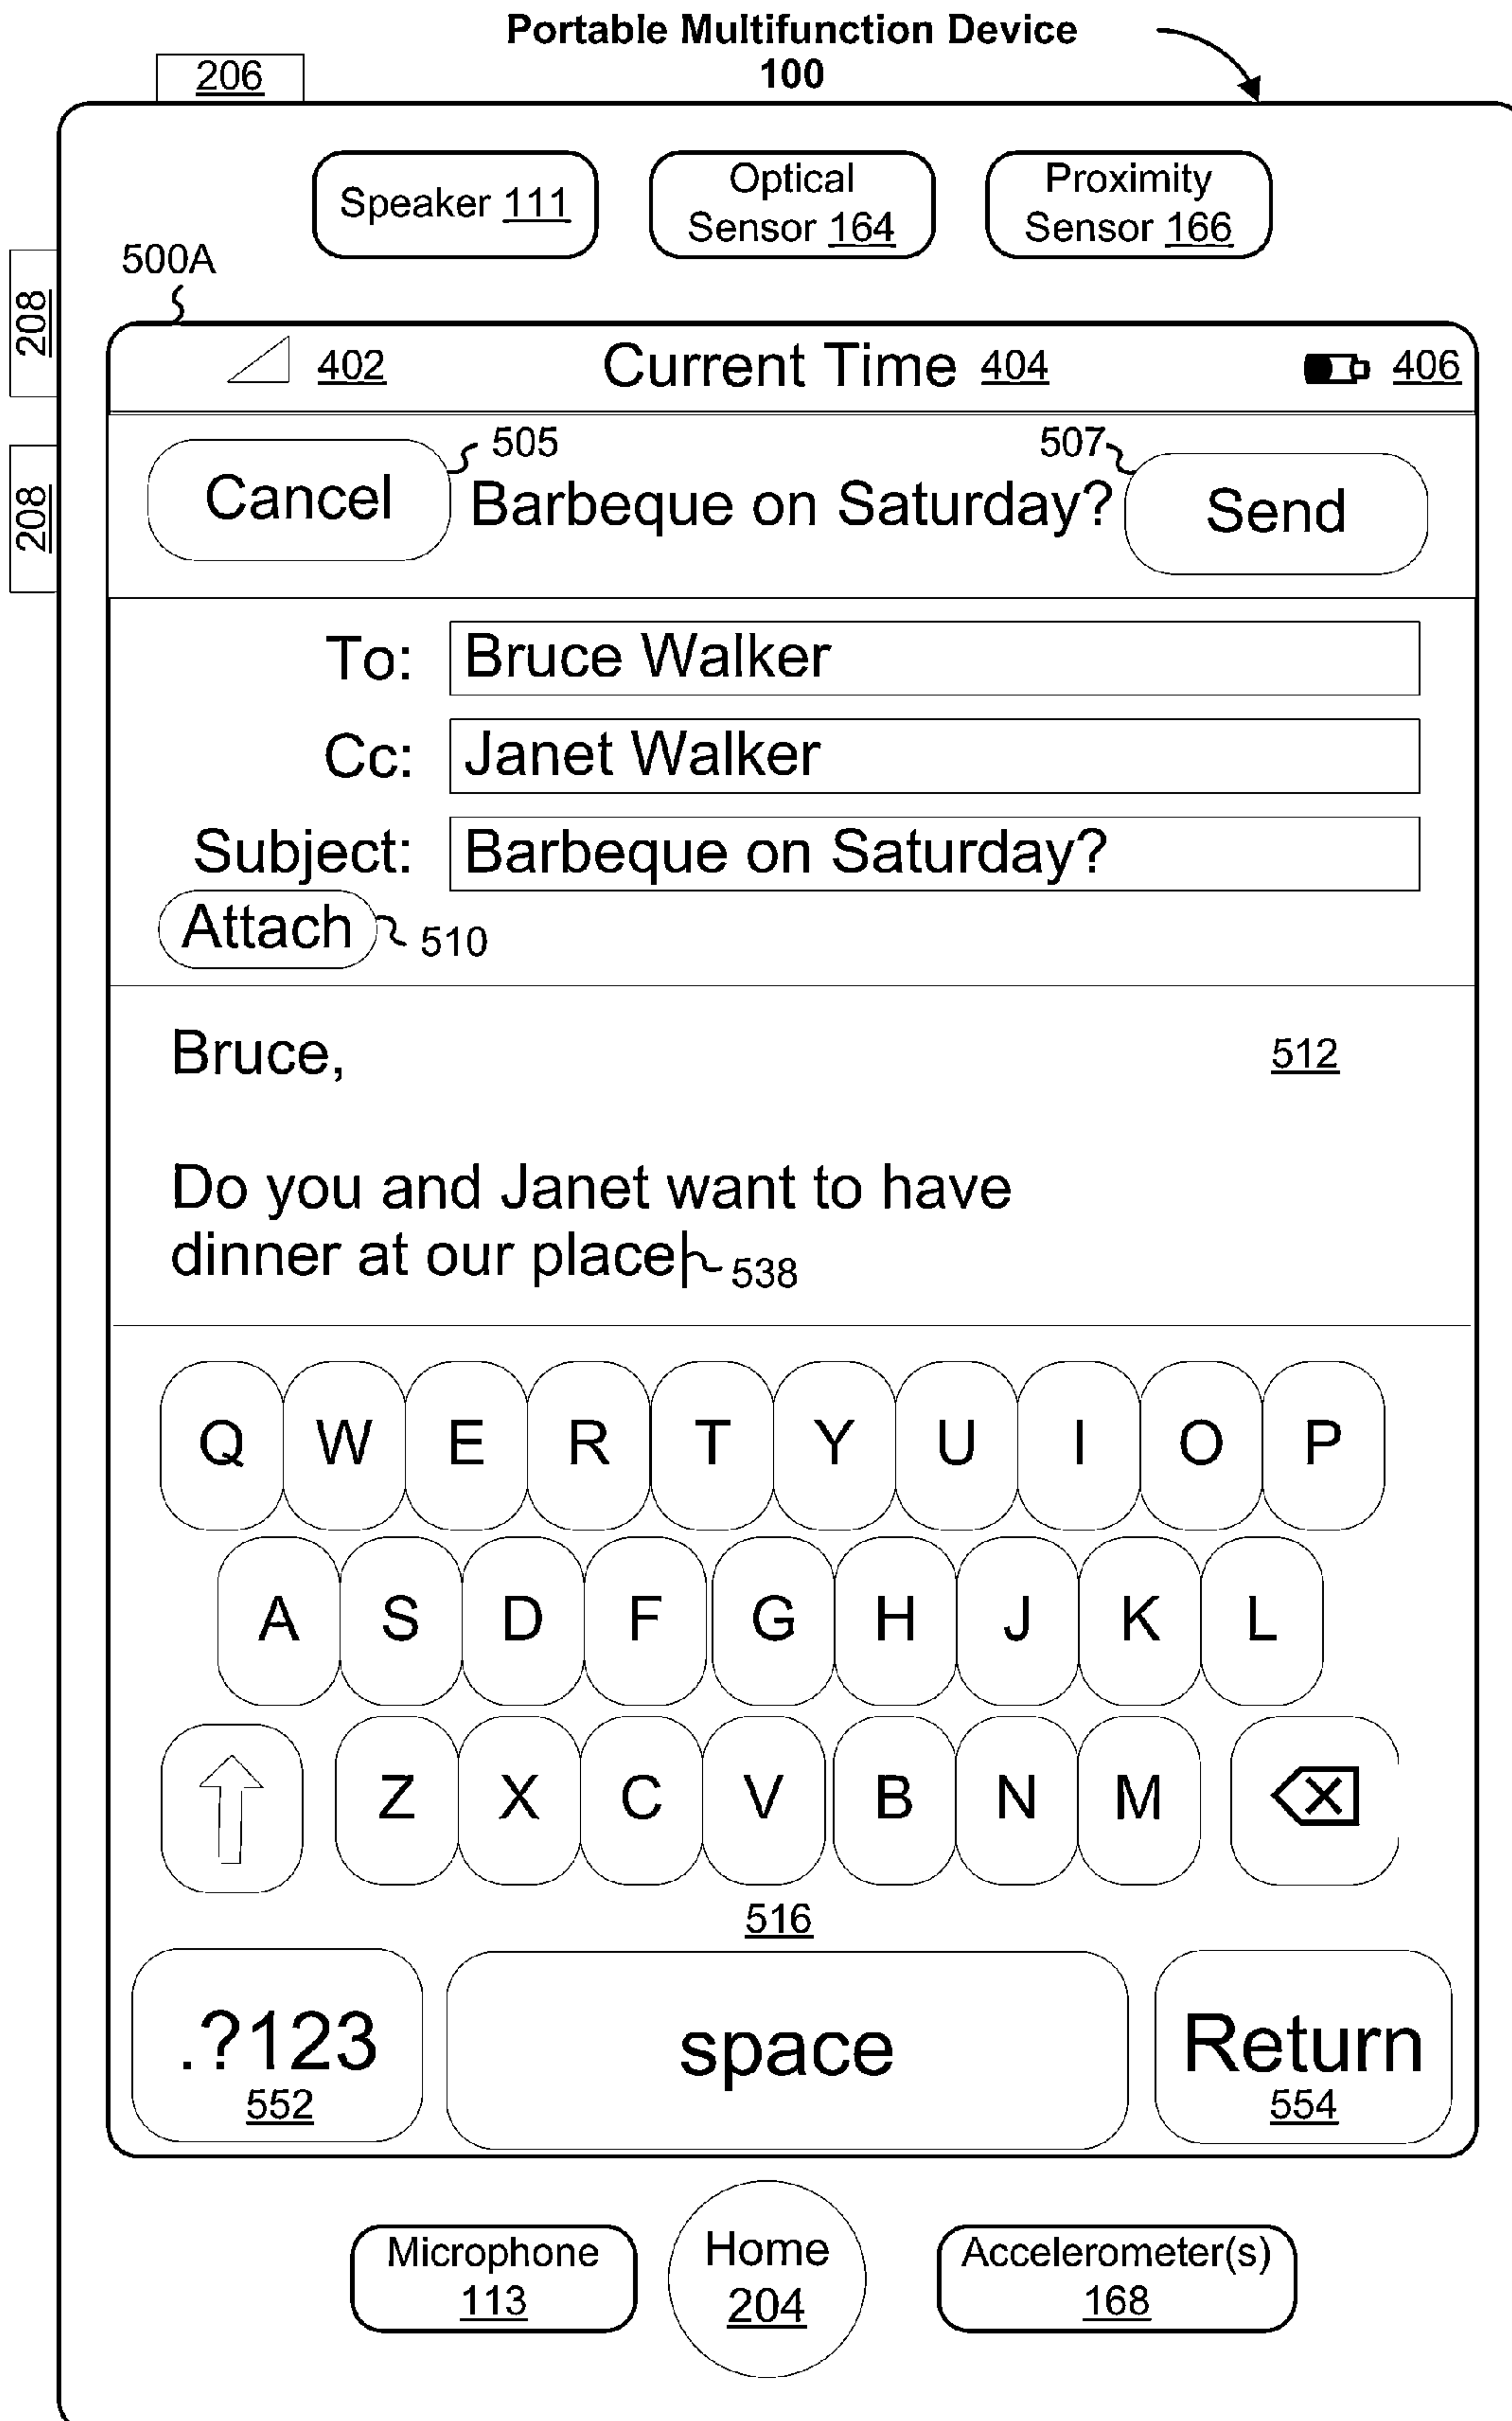 Portable Multifunction Device
100
206
Speaker 111
Optical
Sensor 164
Proximity
Sensor 166
500A
208
208
402
Current Time 404
406
505
507
Cancel
Barbeque on Saturday?
Send
To: Bruce Walker
Cc: Janet Walker
Subject: Barbeque on Saturday?
Attach 510
Bruce,
512
Do you and Janet want to have
dinner at our place 538
Q W E R T Y U I O P
A S D F G H J K L
Z X C V B N M
516
.?123
552
space
Return
554
Microphone
113
Home
204
Accelerometer(s)
168